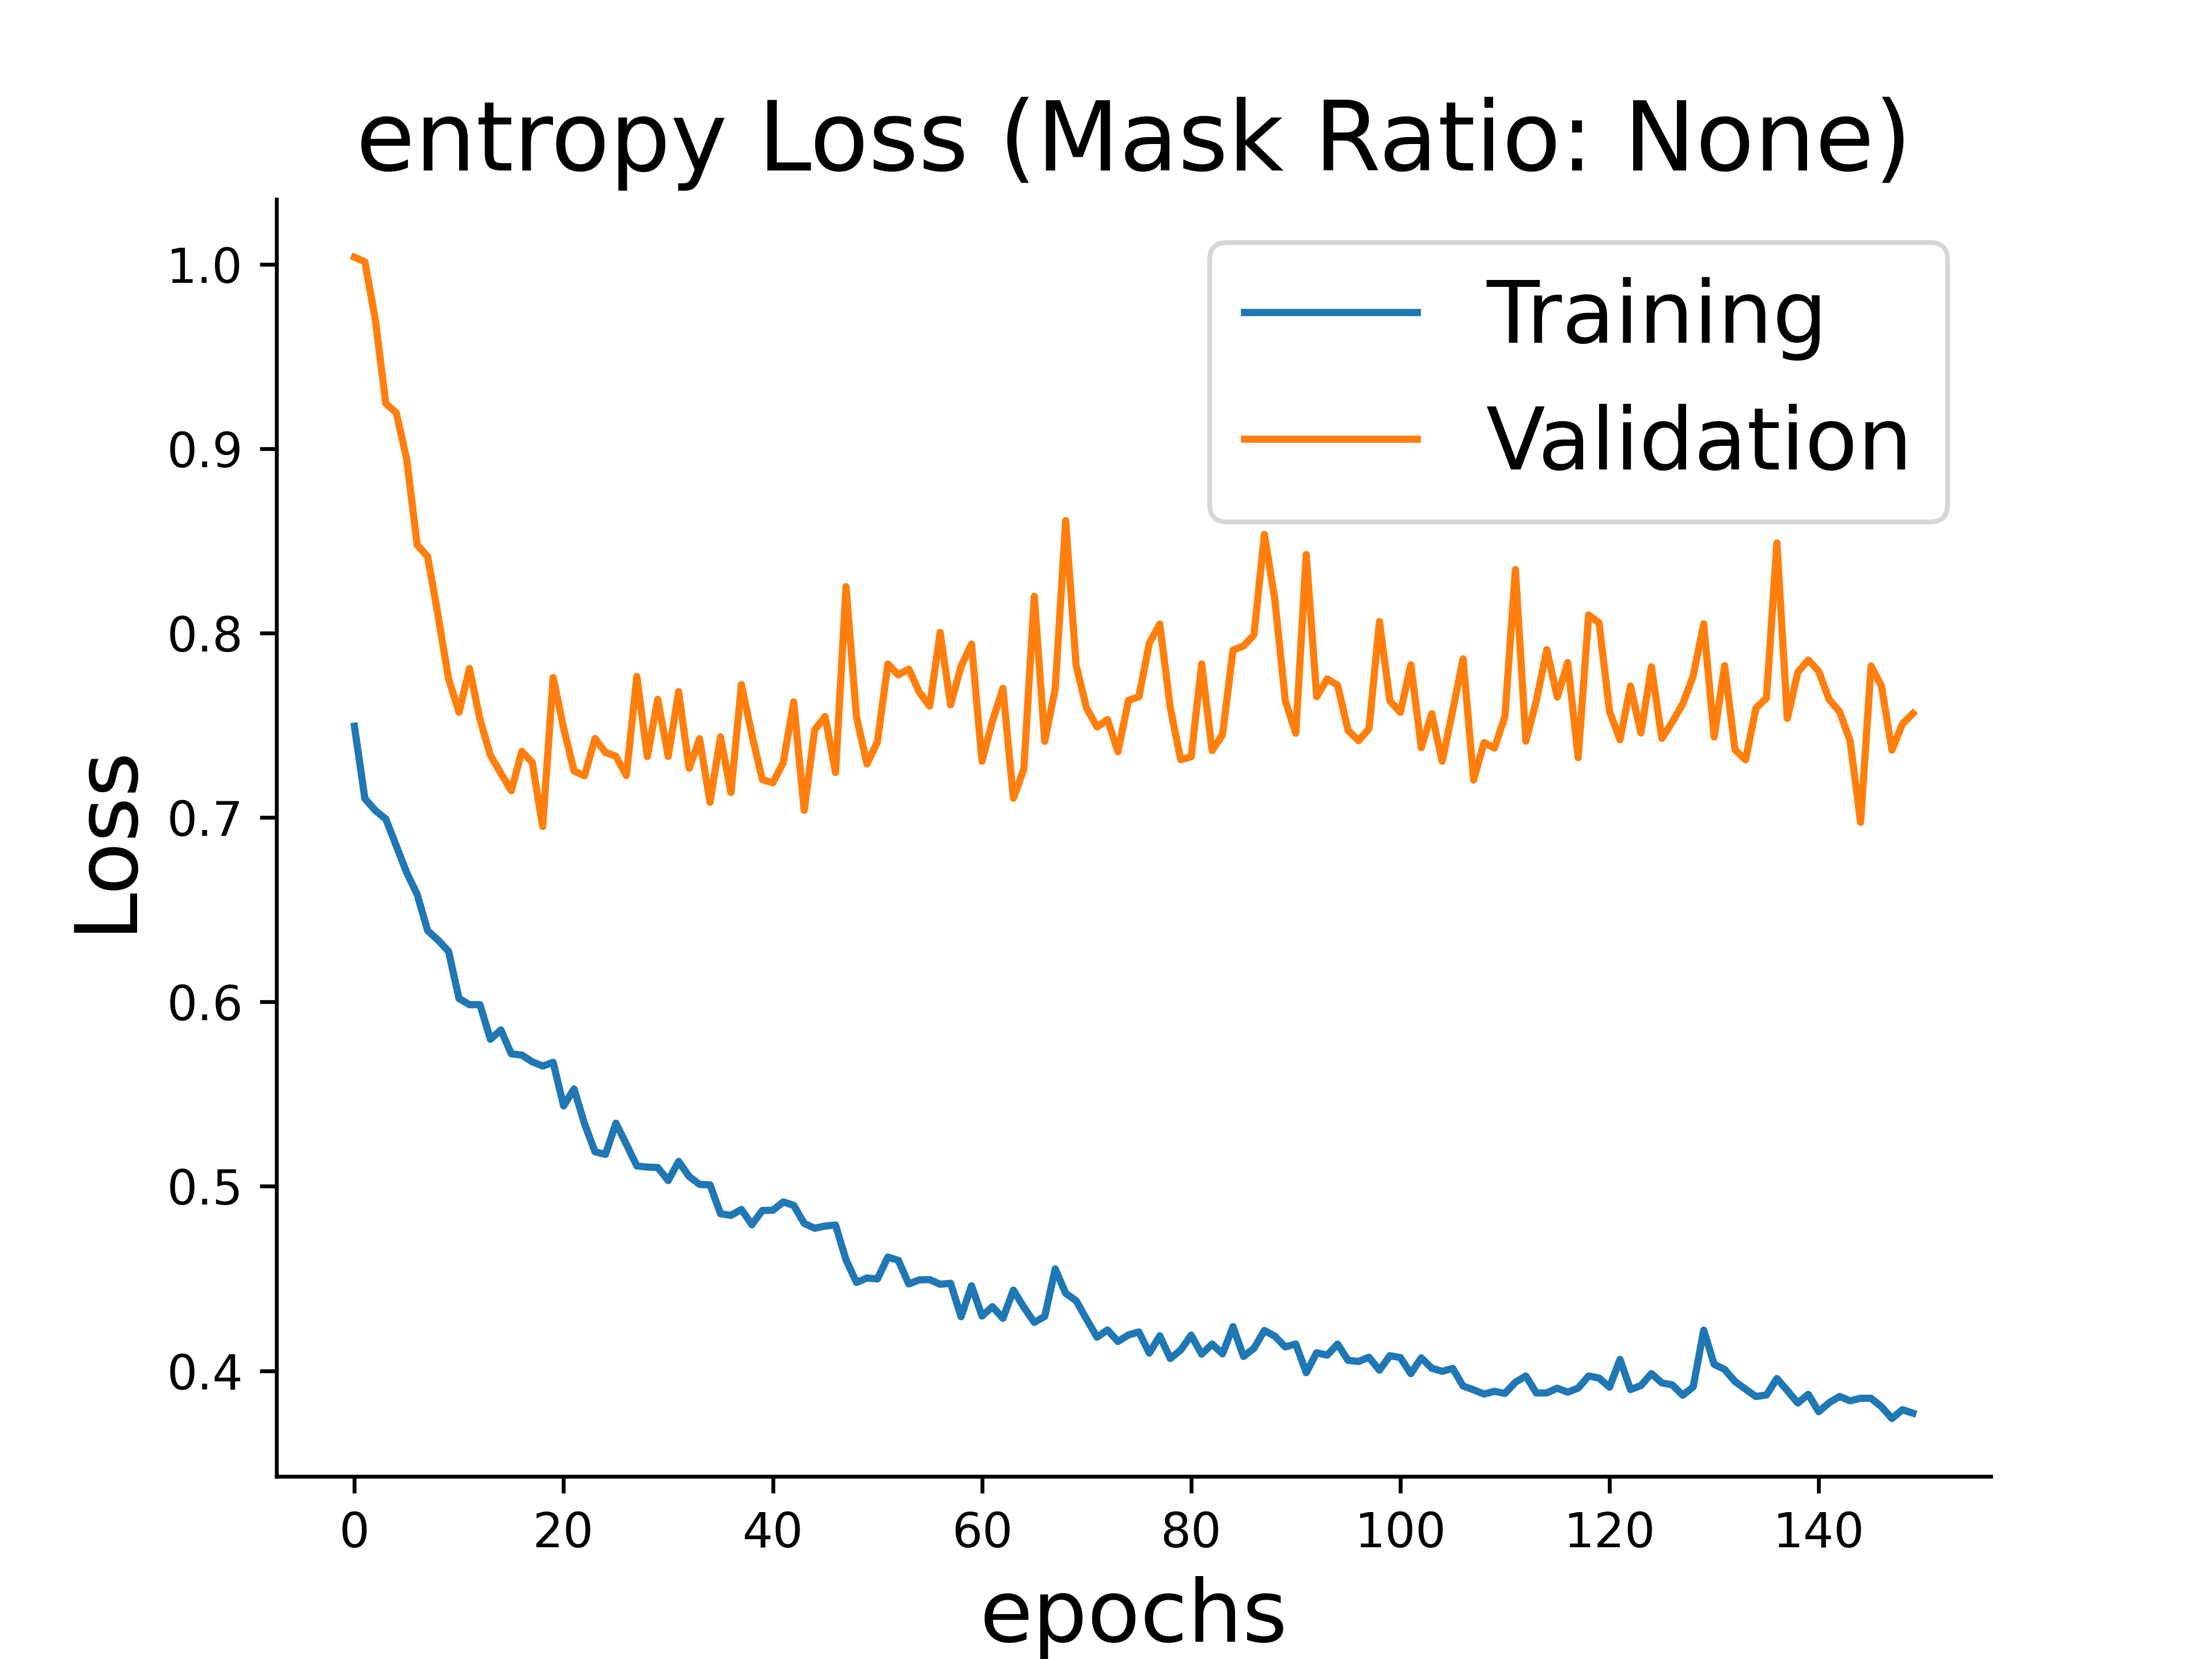 entropy Loss (Mask Ratio: None)
Training
Validation
1.0
0.9
0.8
0.7
0.6
0.5
0.4
Loss
0 20 40 60 80 100 120 140
epochs